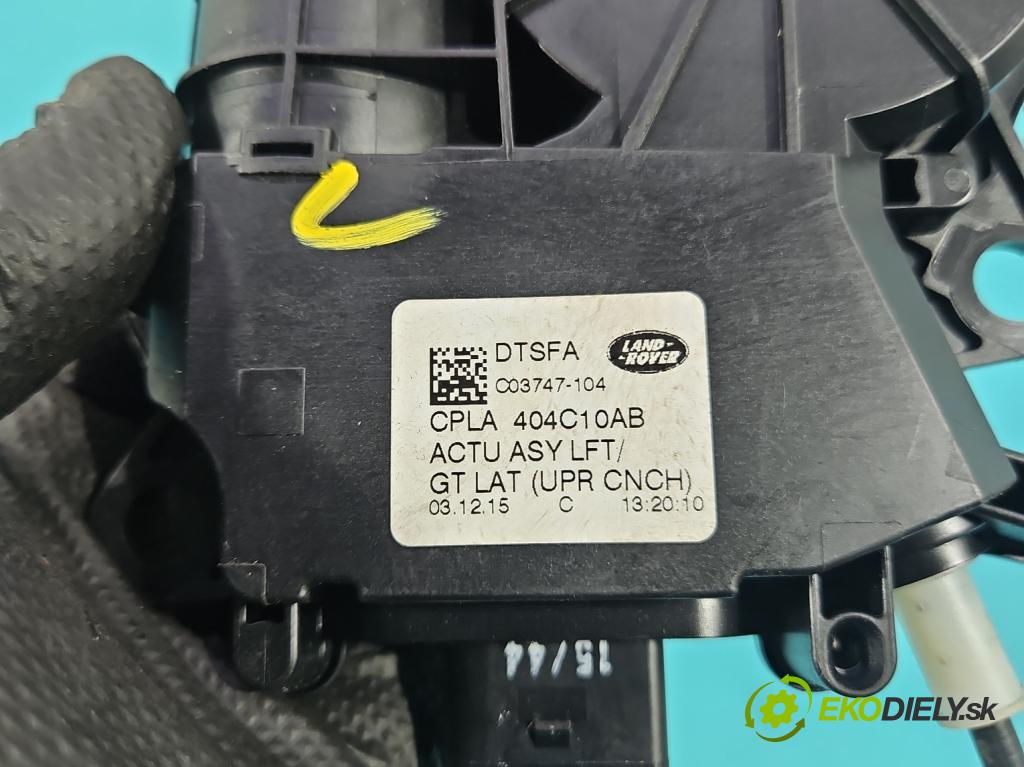 DTSFA
LAND-
-ROVER
C03747-104
CPLA 404C10AB
ACTU ASY LFT/
GT LAT (UPR CNCH)
03.12.15 C 13:20:10
15/44
EKODIELY.sk